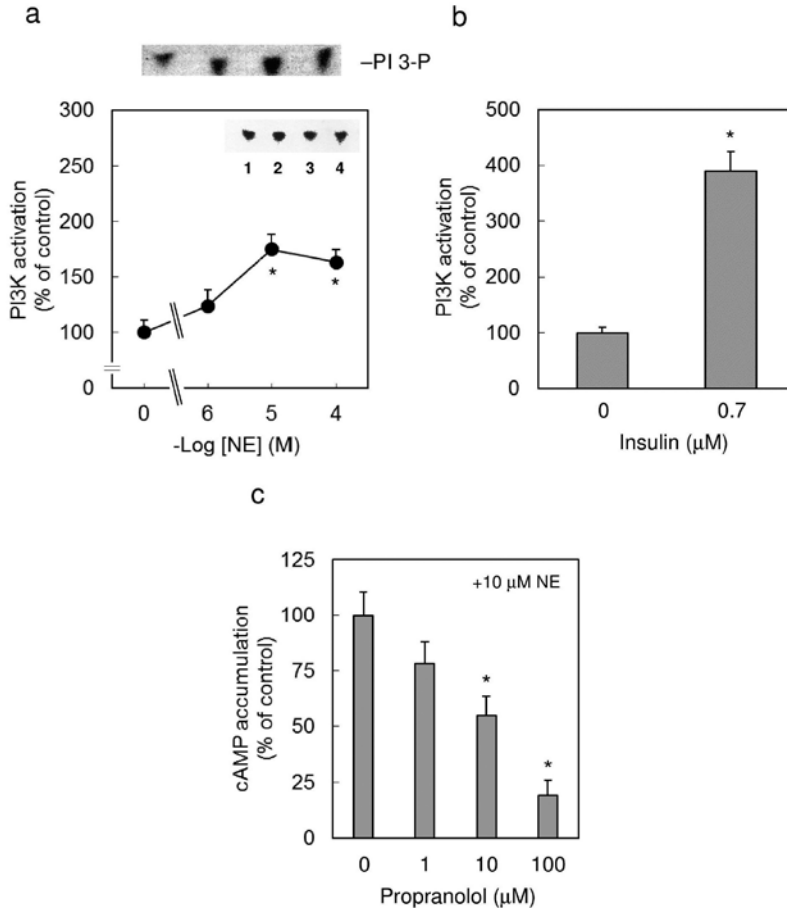 a
–PI 3-P
300
250
200
150
100
0
PI3K activation
(% of control)
1 2 3 4
*
*
0 6 5 4
-Log [NE] (M)
b
500
400
300
200
100
0
PI3K activation
(% of control)
*
0 0.7
Insulin (μM)
c
125
100
75
50
25
0
cAMP accumulation
(% of control)
+10 μM NE
*
*
0 1 10 100
Propranolol (μM)